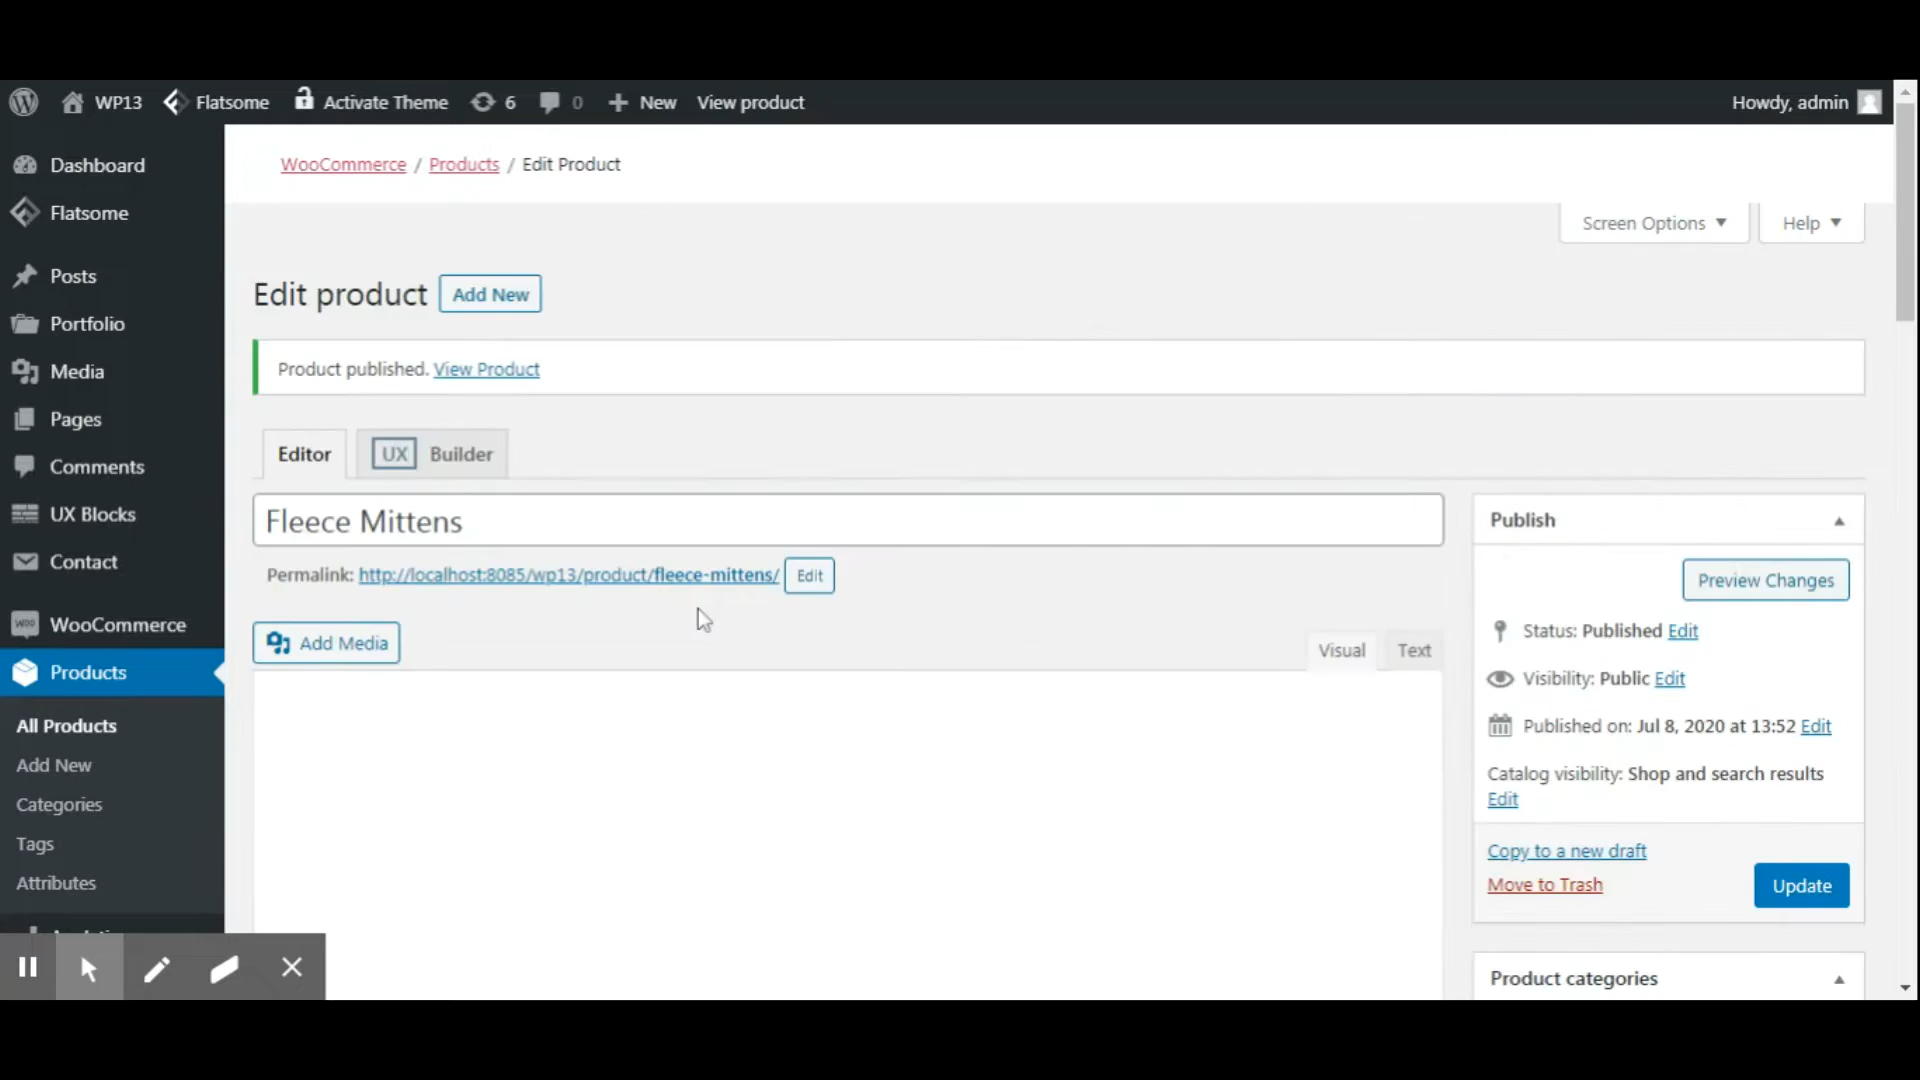 WP13 Flatsome Activate Theme 6 0 New View product Howdy, admin
Dashboard
Flatsome
Posts
Portfolio
Media
Pages
Comments
UX Blocks
Contact
WooCommerce
Products
All Products
Add New
Categories
Tags
Attributes
WooCommerce / Products / Edit Product
Screen Options ▼ Help ▼
Edit product Add New
Product published. View Product
Editor UX Builder
Fleece Mittens
Permalink: http://localhost:8085/wp13/product/fleece-mittens/ Edit
Add Media
Visual Text
Publish
Preview Changes
Status: Published Edit
Visibility: Public Edit
Published on: Jul 8, 2020 at 13:52 Edit
Catalog visibility: Shop and search results
Edit
Copy to a new draft
Move to Trash
Update
Product categories